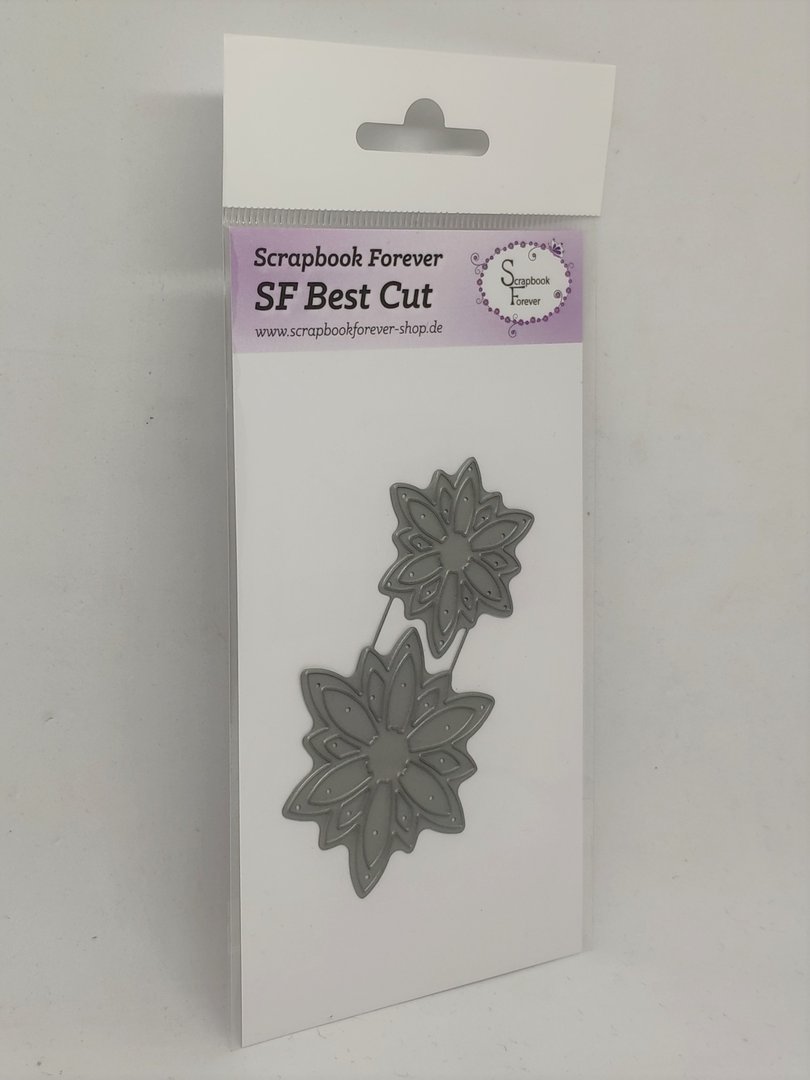 Scrapbook Forever
SF Best Cut
www.scrapbookforever-shop.de
Scrapbook
Forever